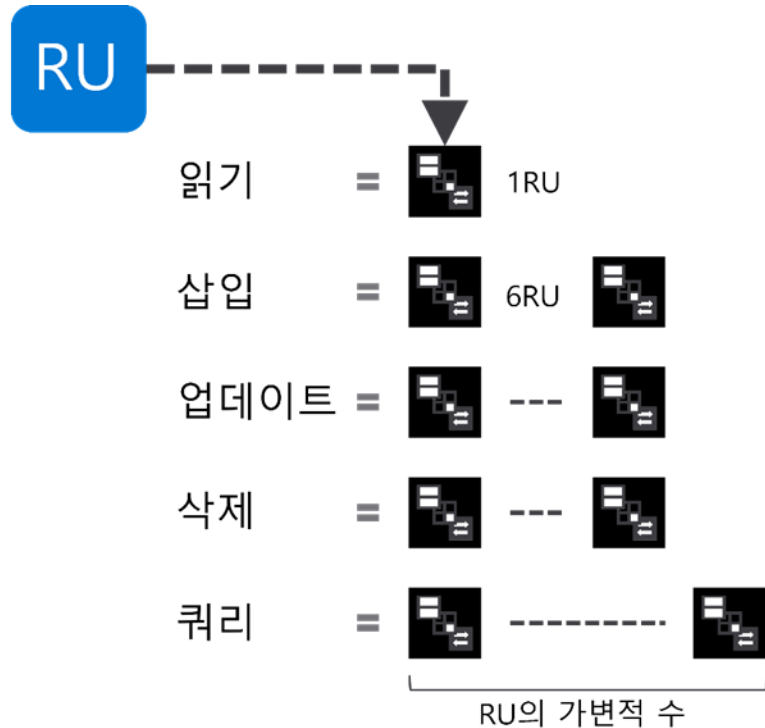 RU
읽기 = 1RU
삽입 = 6RU
업데이트 =
삭제 =
쿼리 =
RU의 가변적 수